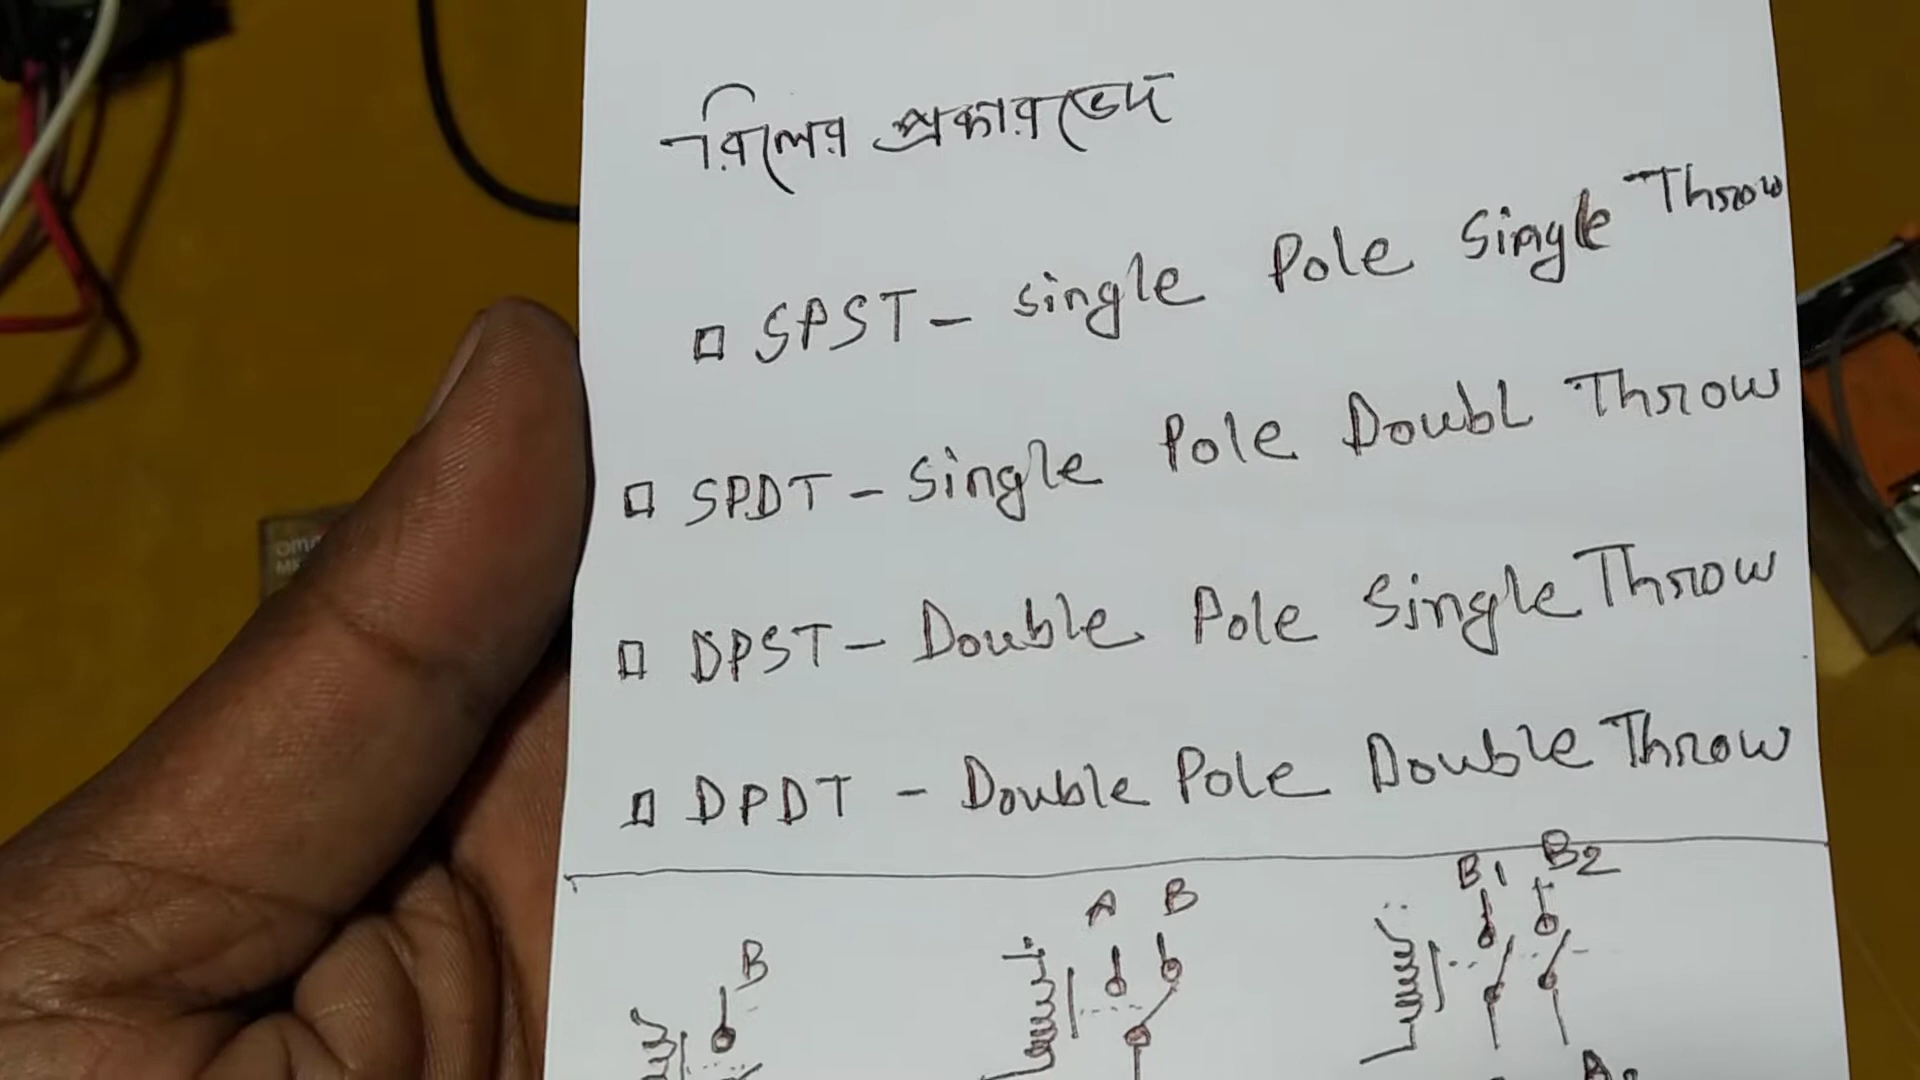 রিলের প্রকারভেদ
SPST - Single Pole Single Throw
SPDT - Single Pole Doubl Throw
DPST - Double Pole Single Throw
DPDT - Double Pole Double Throw
B
A B
B1 B2